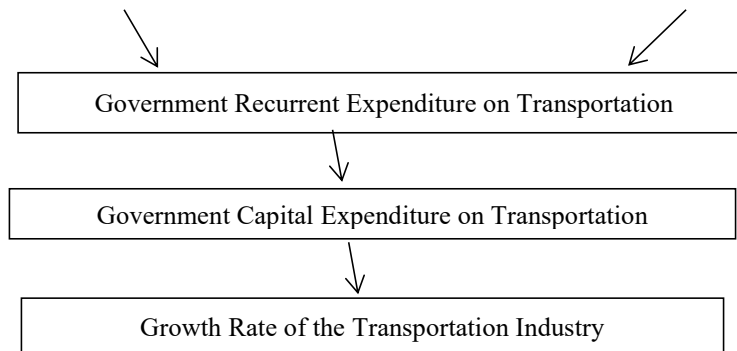 Government Recurrent Expenditure on Transportation
Government Capital Expenditure on Transportation
Growth Rate of the Transportation Industry